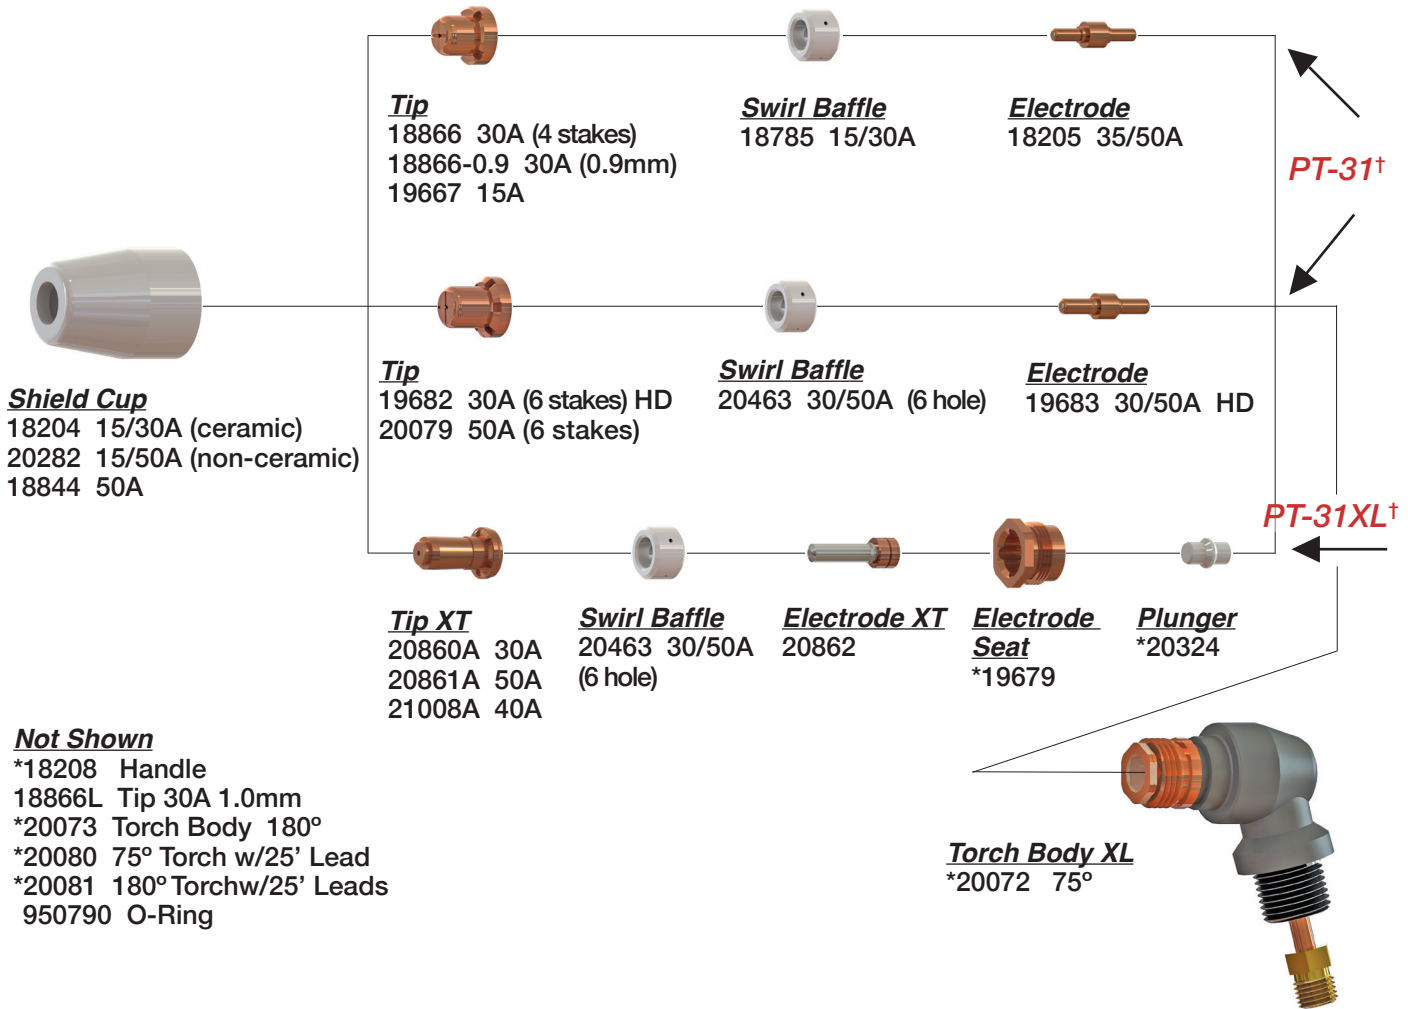 Tip
18866 30A (4 stakes)
18866-0.9 30A (0.9mm)
19667 15A
Swirl Baffle
18785 15/30A
Electrode
18205 35/50A
PT-31†
Shield Cup
18204 15/30A (ceramic)
20282 15/50A (non-ceramic)
18844 50A
Tip
19682 30A (6 stakes) HD
20079 50A (6 stakes)
Swirl Baffle
20463 30/50A (6 hole)
Electrode
19683 30/50A HD
PT-31XL†
Tip XT
20860A 30A
20861A 50A
21008A 40A
Swirl Baffle
20463 30/50A
(6 hole)
Electrode XT
20862
Electrode
Seat
*19679
Plunger
*20324
Not Shown
*18208 Handle
18866L Tip 30A 1.0mm
*20073 Torch Body 180º
*20080 75º Torch w/25’ Lead
*20081 180º Torchw/25’ Leads
950790 O-Ring
Torch Body XL
*20072 75º